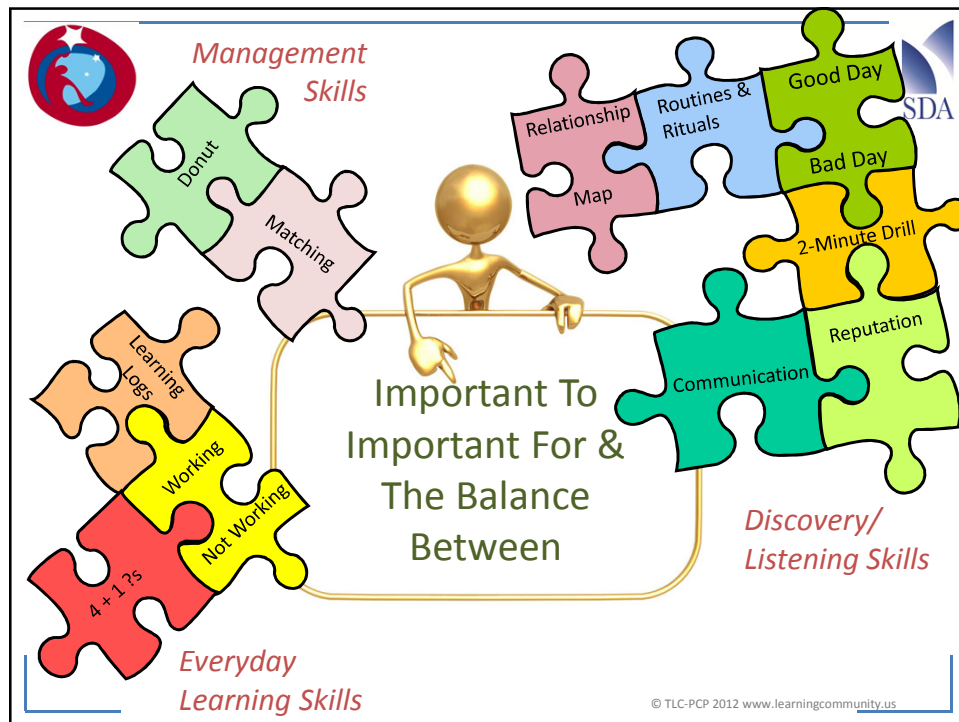 Management
Skills
Donut
Matching
Relationship
Map
Routines &
Rituals
Good Day
Bad Day
SDA
2-Minute Drill
Reputation
Communication
Discovery/
Listening Skills
Important To
Important For &
The Balance
Between
Learning
Logs
Working
Not Working
4 + 1 ?s
Everyday
Learning Skills
© TLC-PCP 2012 www.learningcommunity.us